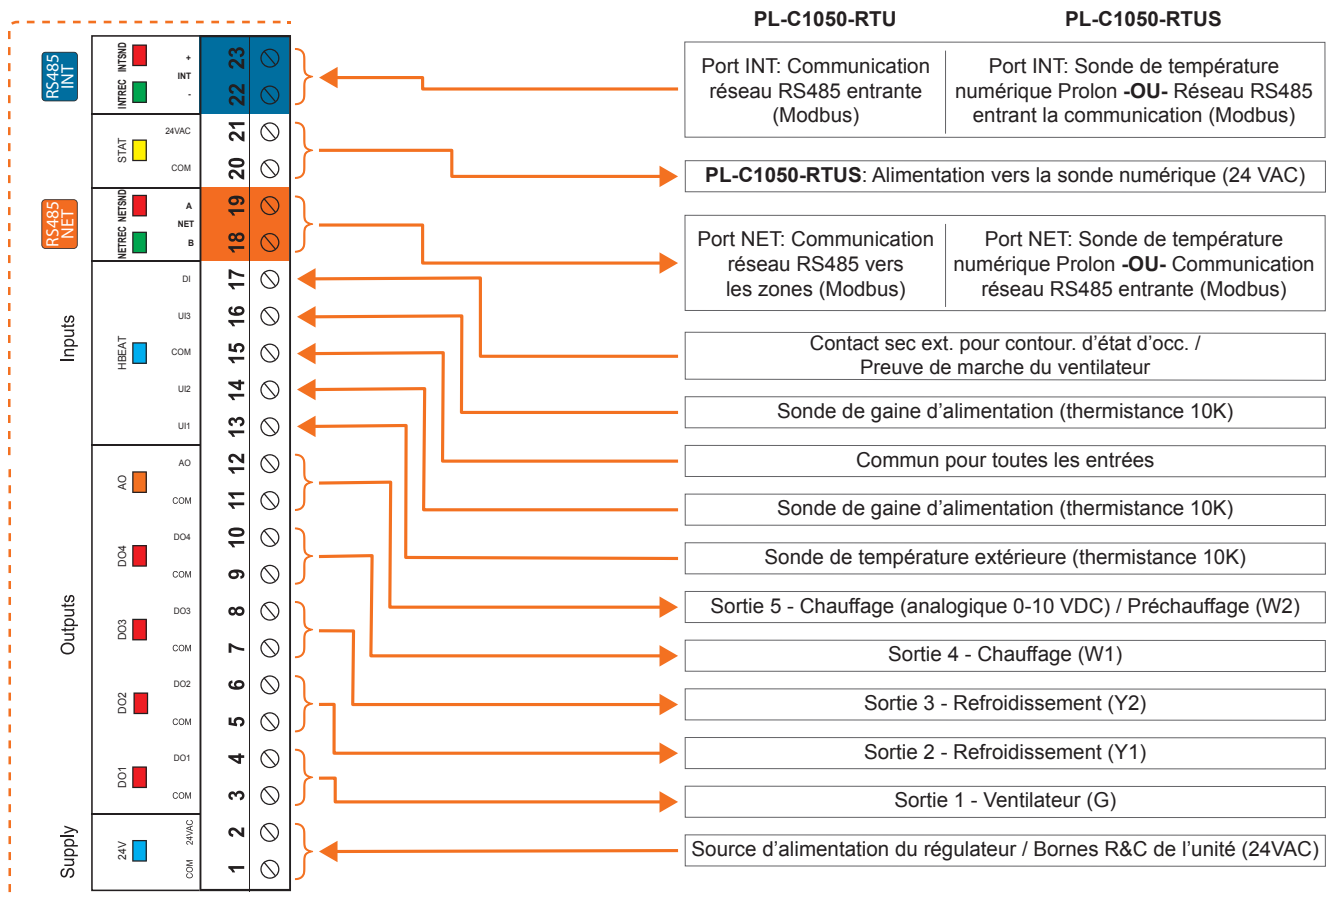 PL-C1050-RTU
PL-C1050-RTUS
RS485
INT
INTREC INTSND
+
INT
-
23
22
Port INT: Communication
réseau RS485 entrante
(Modbus)
Port INT: Sonde de température
numérique Prolon -OU- Réseau RS485
entrant la communication (Modbus)
STAT
24VAC
COM
21
20
PL-C1050-RTUS: Alimentation vers la sonde numérique (24 VAC)
RS485
NET
NETREC NETSND
A
NET
B
19
18
Port NET: Communication
réseau RS485 vers
les zones (Modbus)
Port NET: Sonde de température
numérique Prolon -OU- Communication
réseau RS485 entrante (Modbus)
Inputs
HBEAT
DI
UI3
COM
UI2
UI1
17
16
15
14
13
Contact sec ext. pour contour. d’état d’occ. /
Preuve de marche du ventilateur
Sonde de gaine d’alimentation (thermistance 10K)
Commun pour toutes les entrées
Sonde de gaine d’alimentation (thermistance 10K)
Sonde de température extérieure (thermistance 10K)
Outputs
AO
AO
COM
12
11
Sortie 5 - Chauffage (analogique 0-10 VDC) / Préchauffage (W2)
DO4
DO4
COM
10
9
Sortie 4 - Chauffage (W1)
DO3
DO3
COM
8
7
Sortie 3 - Refroidissement (Y2)
DO2
DO2
COM
6
5
Sortie 2 - Refroidissement (Y1)
DO1
DO1
COM
4
3
Sortie 1 - Ventilateur (G)
Supply
24V
COM 24VAC
2
1
Source d’alimentation du régulateur / Bornes R&C de l’unité (24VAC)